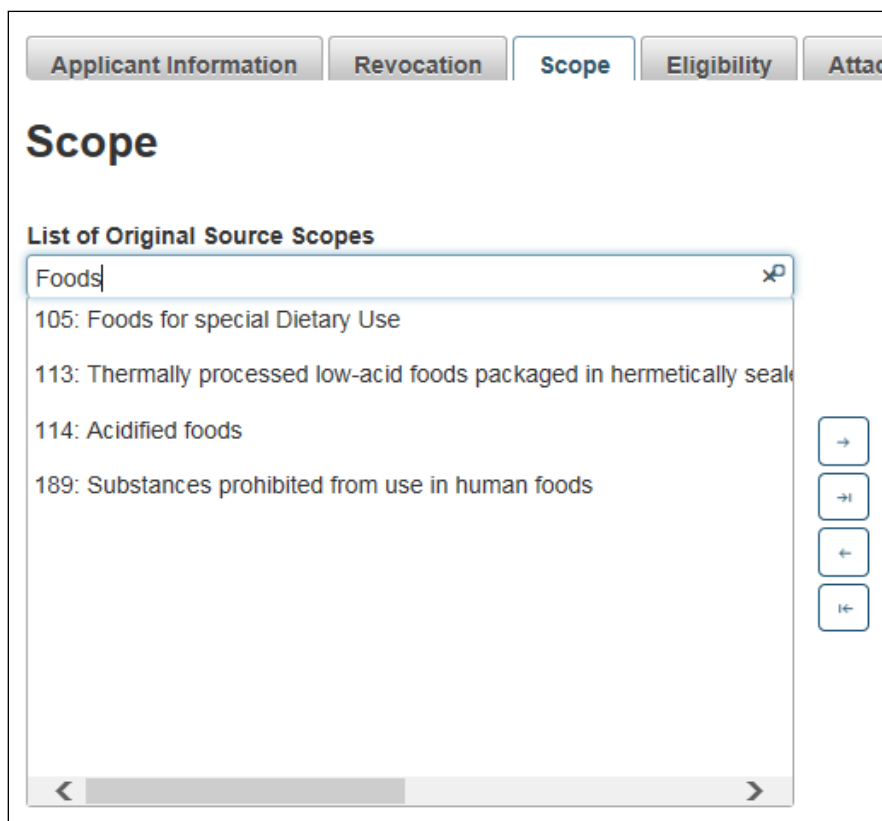 Applicant Information Revocation Scope Eligibility
Scope
List of Original Source Scopes
Foods
105: Foods for special Dietary Use
113: Thermally processed low-acid foods packaged in hermetically
114: Acidified foods
189: Substances prohibited from use in human foods